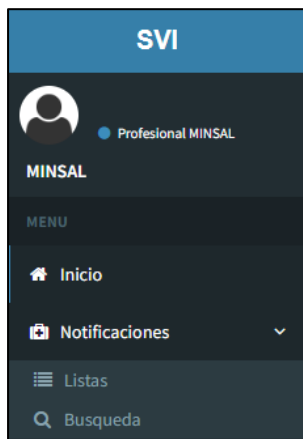 SVI
Profesional MINSAL
MINSAL
MENU
Inicio
Notificaciones
Listas
Busqueda